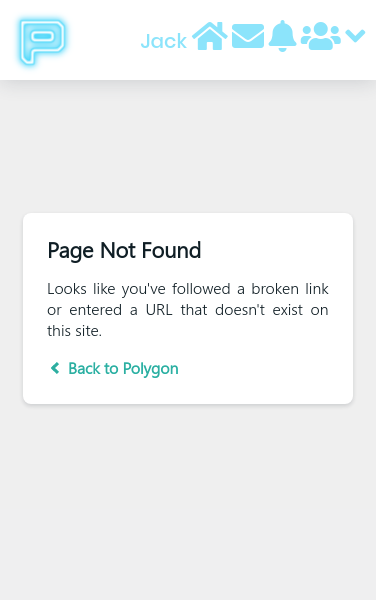 P
Jack
Page Not Found
Looks like you've followed a broken link
or entered a URL that doesn't exist on
this site.
Back to Polygon